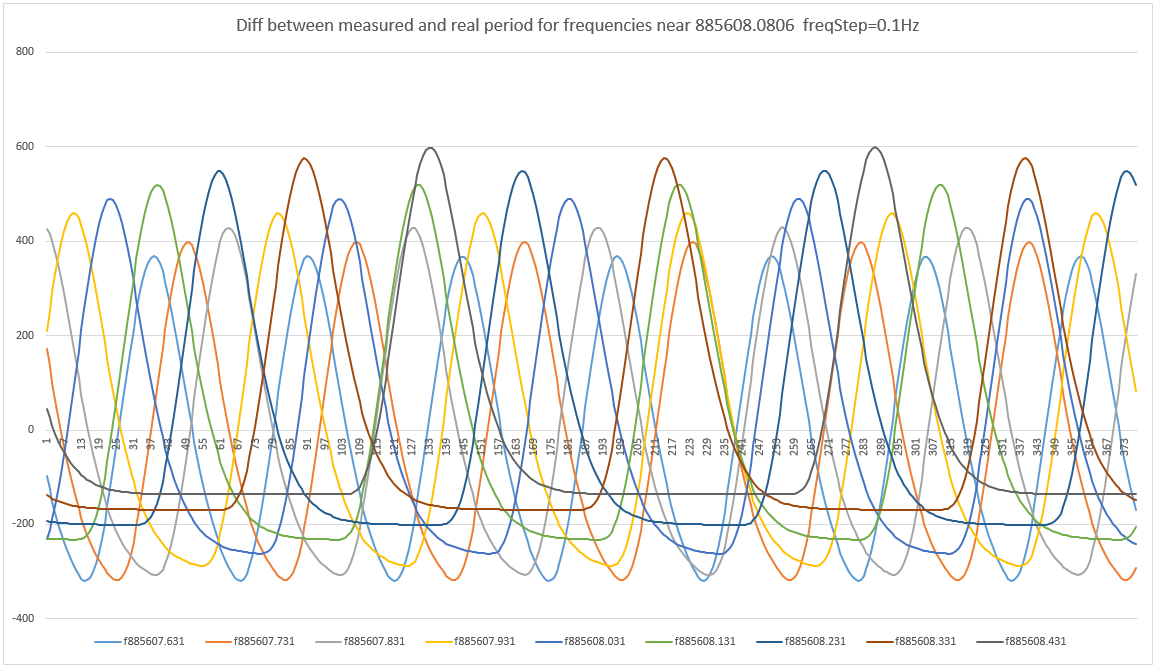 Diff between measured and real period for frequencies near 885608.0806 freqStep=0.1Hz
800
600
400
200
0
-200
-400
1 7 13 19 25 31 37 43 49 55 61 67 73 79 85 91 97 103 109 115 121 127 133 139 145 151 157 163 169 175 181 187 193 199 205 211 217 223 229 235 241 247 253 259 265 271 277 283 289 295 301 307 313 319 325 331 337 343 349 355 361 367 373
f885607.631 f885607.731 f885607.831 f885607.931 f885608.031 f885608.131 f885608.231 f885608.331 f885608.431